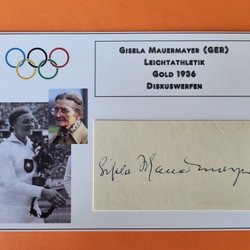 Gisela Mauermayer (GER)
Leichtathletik
Gold 1936
Diskuswerfen
Gisela Mauermayer